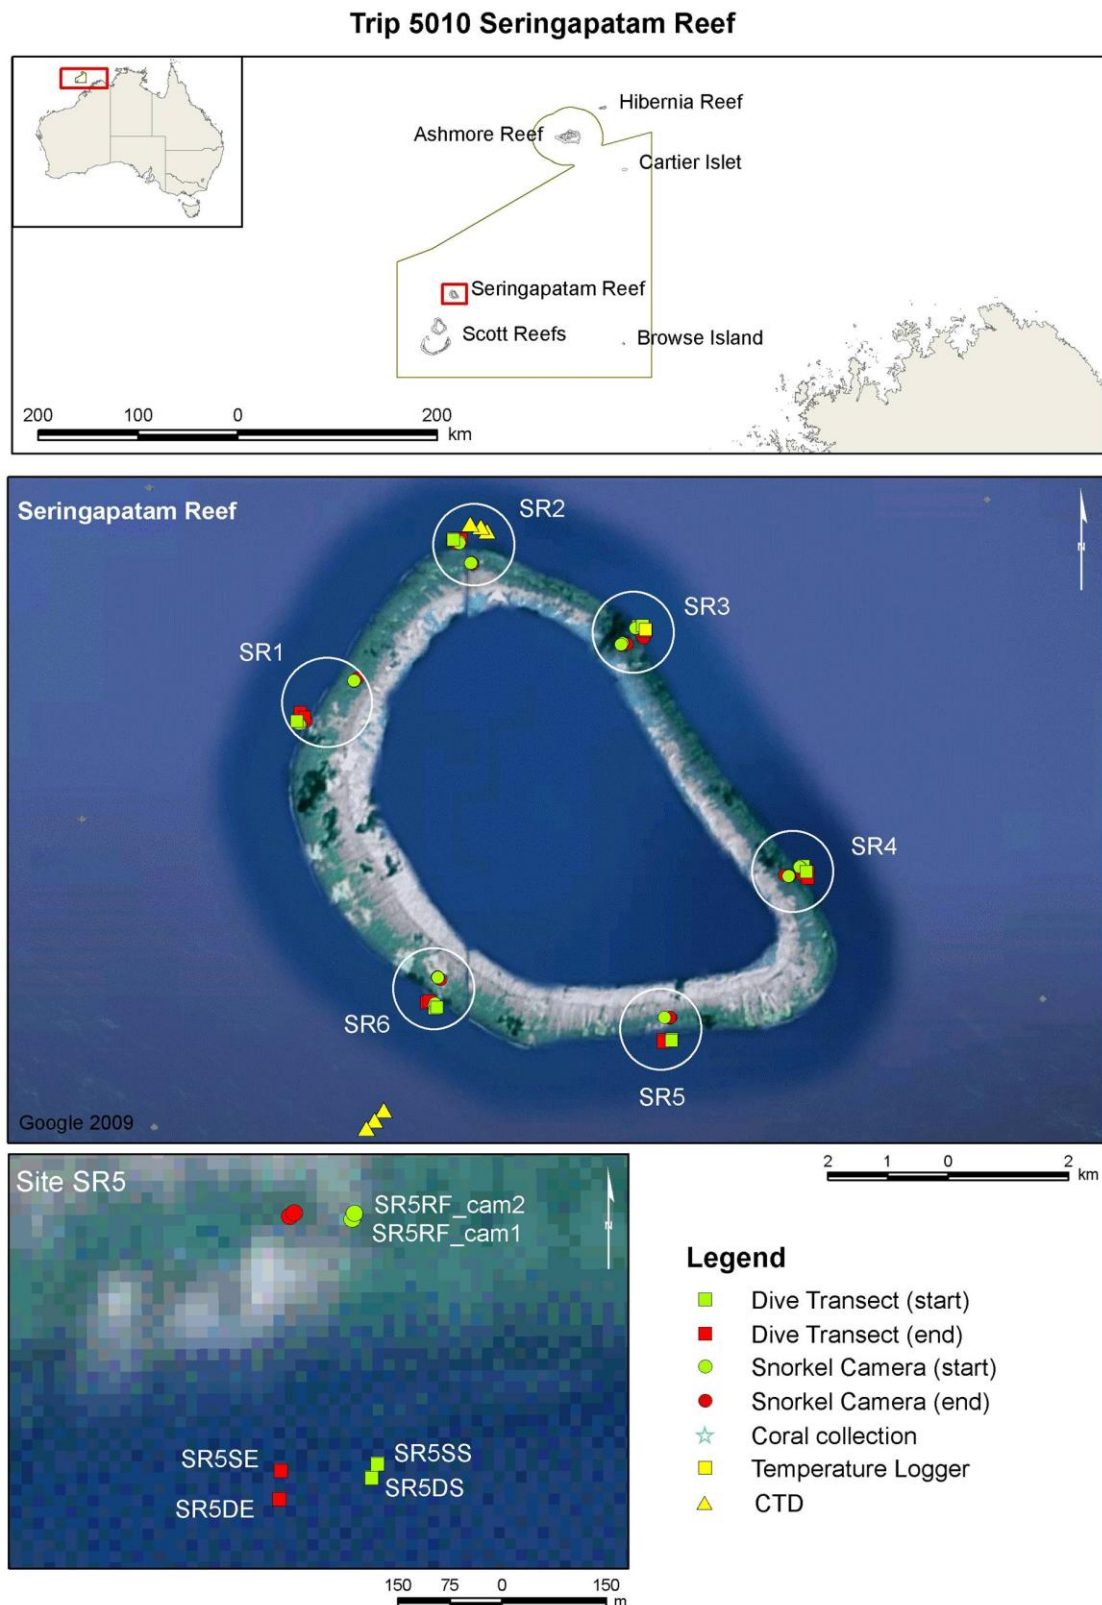 Trip 5010 Seringapatam Reef
Hibernia Reef
Ashmore Reef
Cartier Islet
Seringapatam Reef
Scott Reefs
Browse Island
200 100 0 200
km
Seringapatam Reef
SR2
N
SR3
SR1
SR4
SR6
SR5
Google 2009
2 1 0 2
km
Site SR5
SR5RF_cam2
SR5RF_cam1
N
SR5SE
SR5SS
SR5DS
SR5DE
150 75 0 150
m
Legend
Dive Transect (start)
Dive Transect (end)
Snorkel Camera (start)
Snorkel Camera (end)
Coral collection
Temperature Logger
CTD